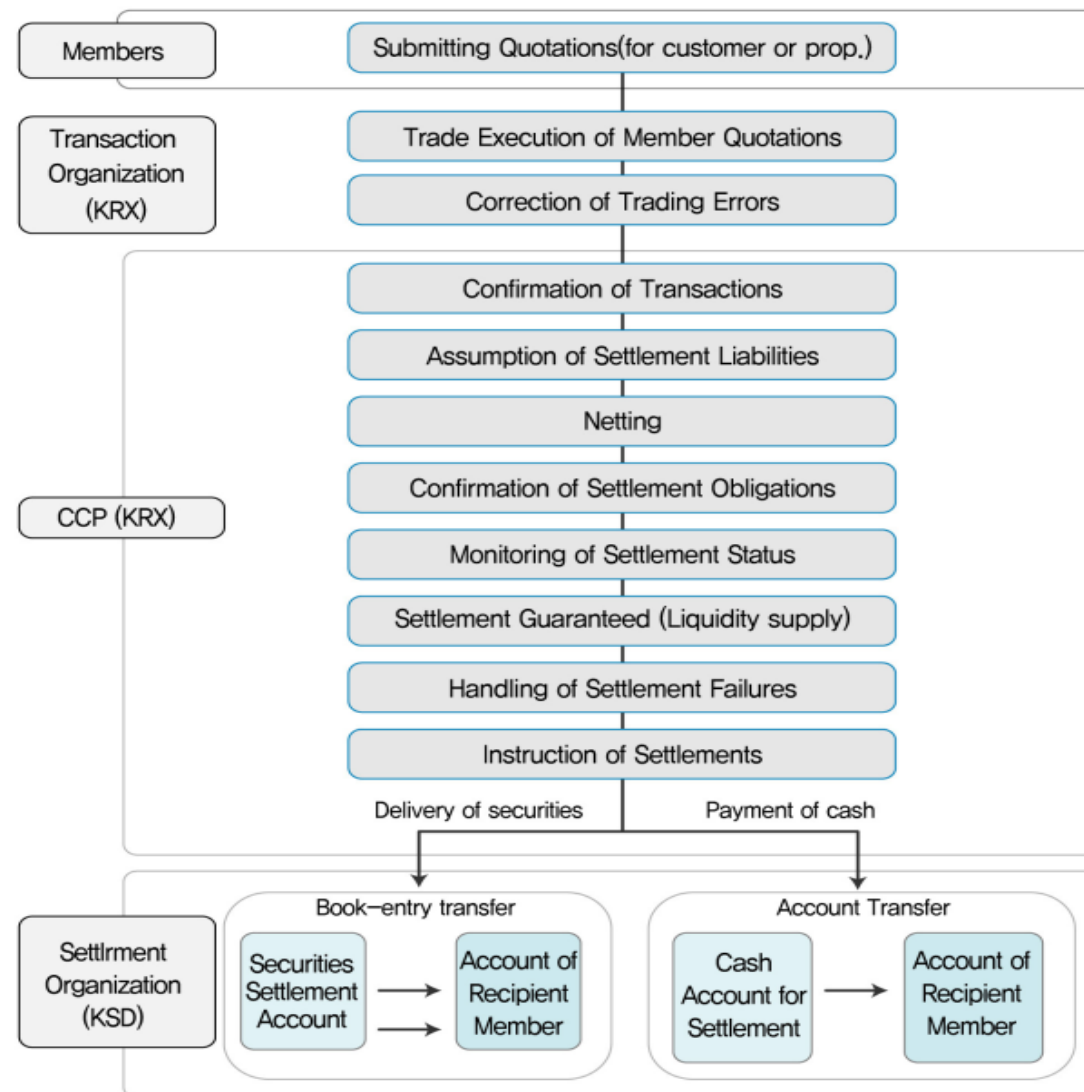 Members
Submitting Quotations(for customer or prop.)
Transaction
Organization
(KRX)
Trade Execution of Member Quotations
Correction of Trading Errors
CCP (KRX)
Confirmation of Transactions
Assumption of Settlement Liabilities
Netting
Confirmation of Settlement Obligations
Monitoring of Settlement Status
Settlement Guaranteed (Liquidity supply)
Handling of Settlement Failures
Instruction of Settlements
Delivery of securities
Payment of cash
Settlrment
Organization
(KSD)
Book-entry transfer
Securities
Settlement
Account
Account of
Recipient
Member
Account Transfer
Cash
Account for
Settlement
Account of
Recipient
Member